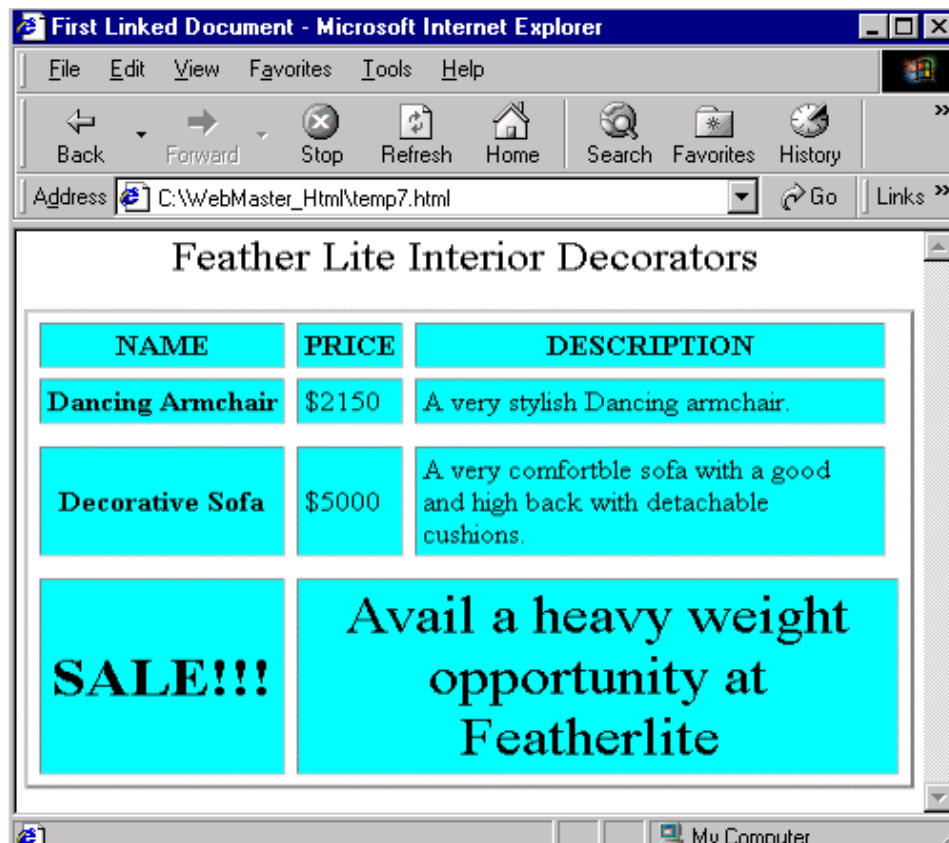 First Linked Document - Microsoft Internet Explorer
File Edit View Favorites Tools Help
Back Forward Stop Refresh Home Search Favorites History »
Address C:\WebMaster_Html\temp7.html Go Links »
Feather Lite Interior Decorators
NAME PRICE DESCRIPTION
Dancing Armchair $2150 A very stylish Dancing armchair.
Decorative Sofa $5000 A very comfortble sofa with a good
and high back with detachable
cushions.
SALE!!! Avail a heavy weight
opportunity at
Featherlite
My Computer